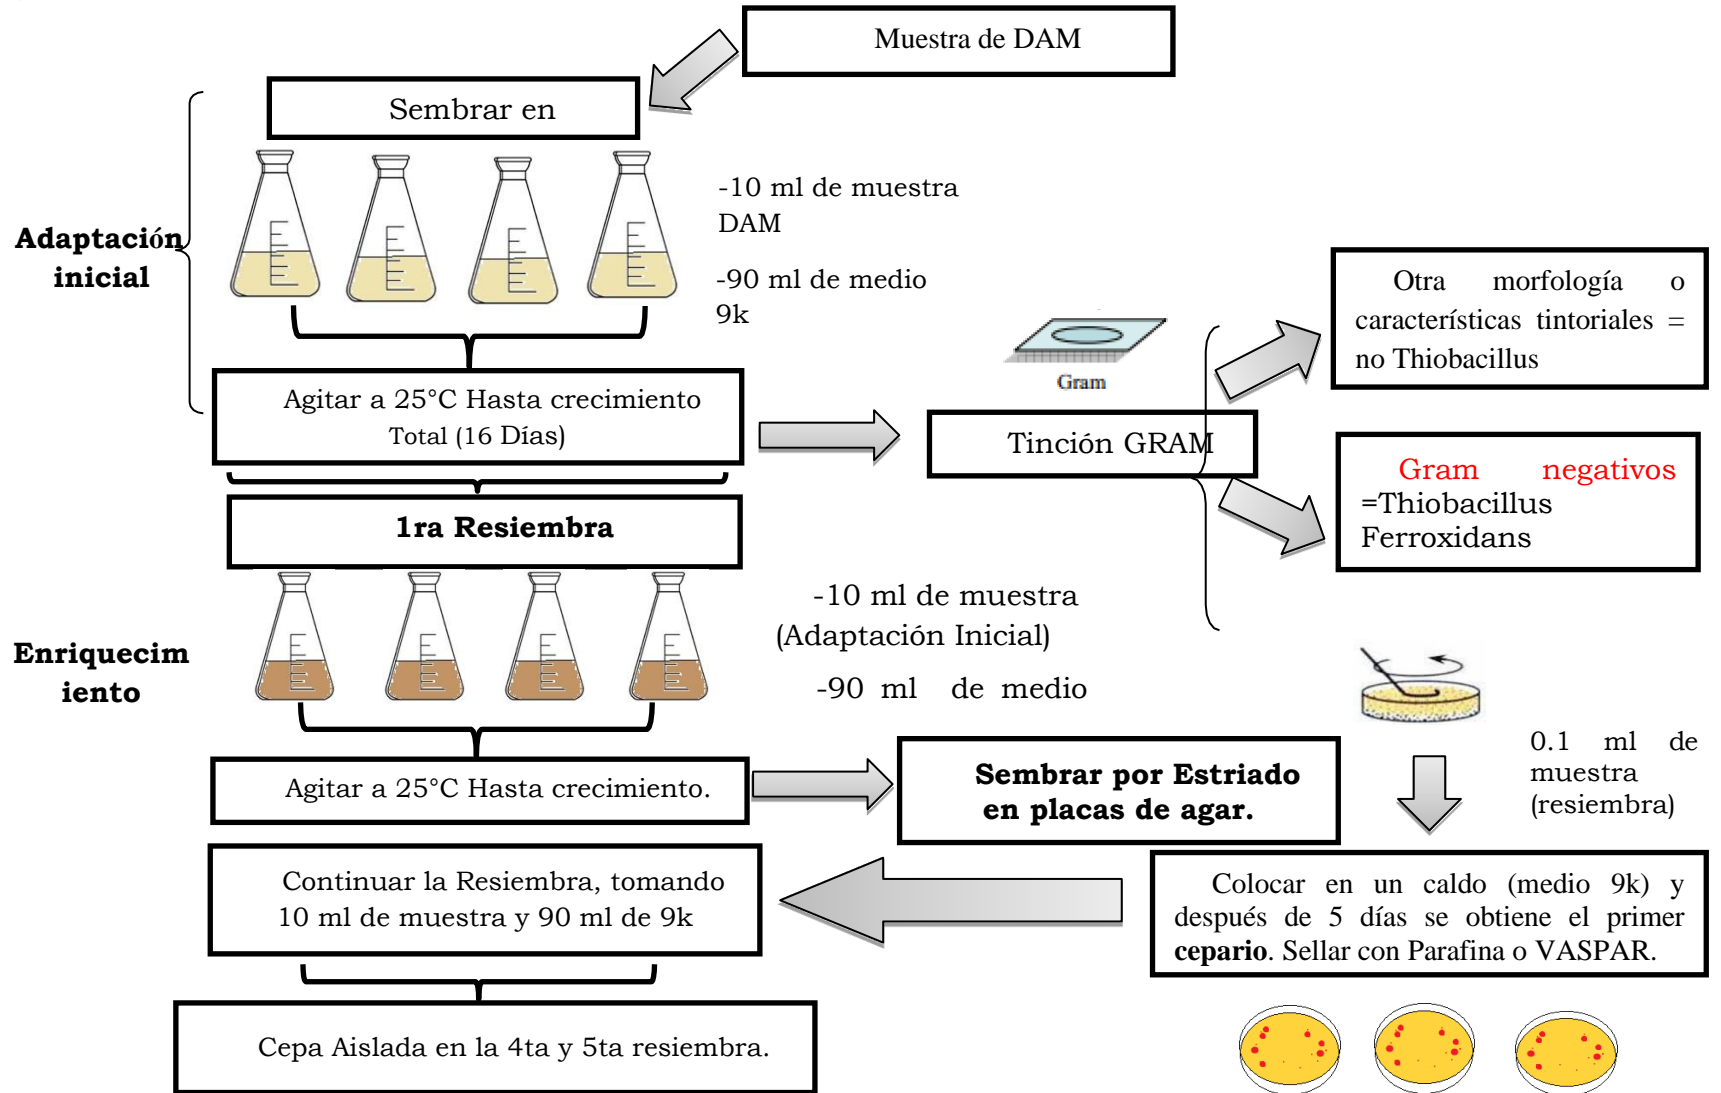 Muestra de DAM
Sembrar en
-10 ml de muestra
DAM
-90 ml de medio
9k
Adaptación
inicial
Agitar a 25°C Hasta crecimiento
Total (16 Días)
Gram
Tinción GRAM
Otra morfología o
características tintoriales =
no Thiobacillus
Gram negativos
=Thiobacillus
Ferroxidans
1ra Resiembra
-10 ml de muestra
(Adaptación Inicial)
-90 ml de medio
Enriquecim
iento
Agitar a 25°C Hasta crecimiento.
Sembrar por Estriado
en placas de agar.
0.1 ml de
muestra
(resiembra)
Colocar en un caldo (medio 9k) y
después de 5 días se obtiene el primer
cepario. Sellar con Parafina o VASPAR.
Continuar la Resiembra, tomando
10 ml de muestra y 90 ml de 9k
Cepa Aislada en la 4ta y 5ta resiembra.